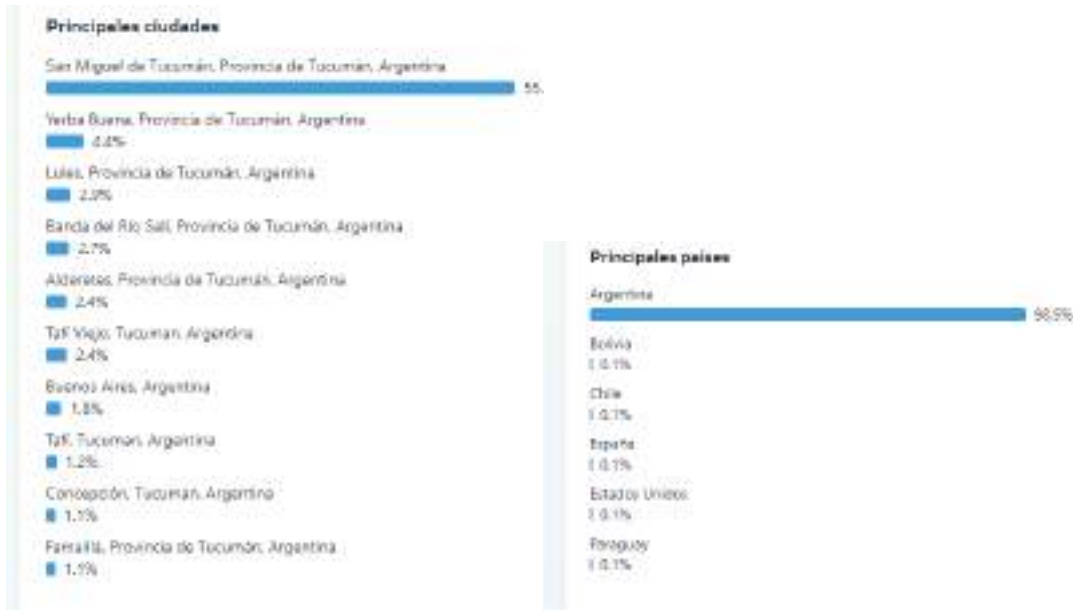 Principales ciudades
San Miguel de Tucumán, Provincia de Tucumán, Argentina
55.
Yerba Buena, Provincia de Tucumán, Argentina
4.4%
Lules, Provincia de Tucumán, Argentina
2.9%
Banda del Río Salí, Provincia de Tucumán, Argentina
2.7%
Alderetes, Provincia de Tucumán, Argentina
2.4%
Tafí Viejo, Tucuman, Argentina
2.4%
Buenos Aires, Argentina
1.8%
Tafí, Tucuman, Argentina
1.2%
Concepción, Tucuman, Argentina
1.1%
Famaillá, Provincia de Tucumán, Argentina
1.1%
Principales países
Argentina
98.9%
Bolivia
0.1%
Chile
0.1%
España
0.1%
Estados Unidos
0.1%
Paraguay
0.1%